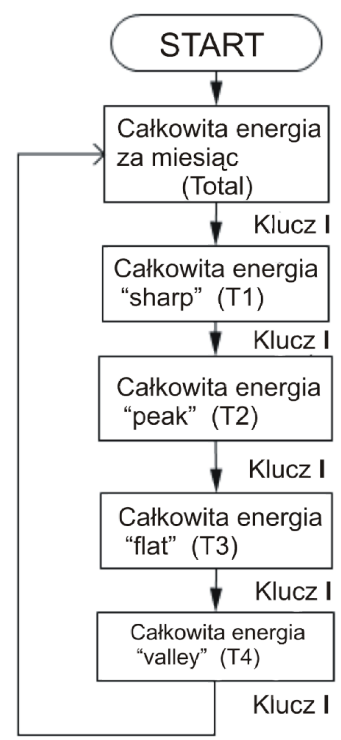 START
Całkowita energia
za miesiąc
(Total)
Klucz I
Całkowita energia
“sharp” (T1)
Klucz I
Całkowita energia
“peak” (T2)
Klucz I
Całkowita energia
“flat” (T3)
Klucz I
Całkowita energia
“valley” (T4)
Klucz I